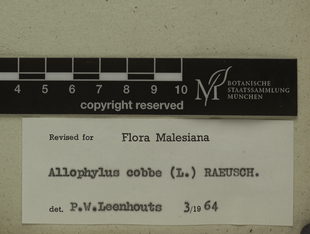 4 5 6 7 8 9 10
copyright reserved
BOTANISCHE
STAATSSAMMLUNG
MÜNCHEN
Revised for Flora Malesiana
Allophylus cobbe (L.) RAEUSCH.
det. P.W.Leenhouts 3/1964